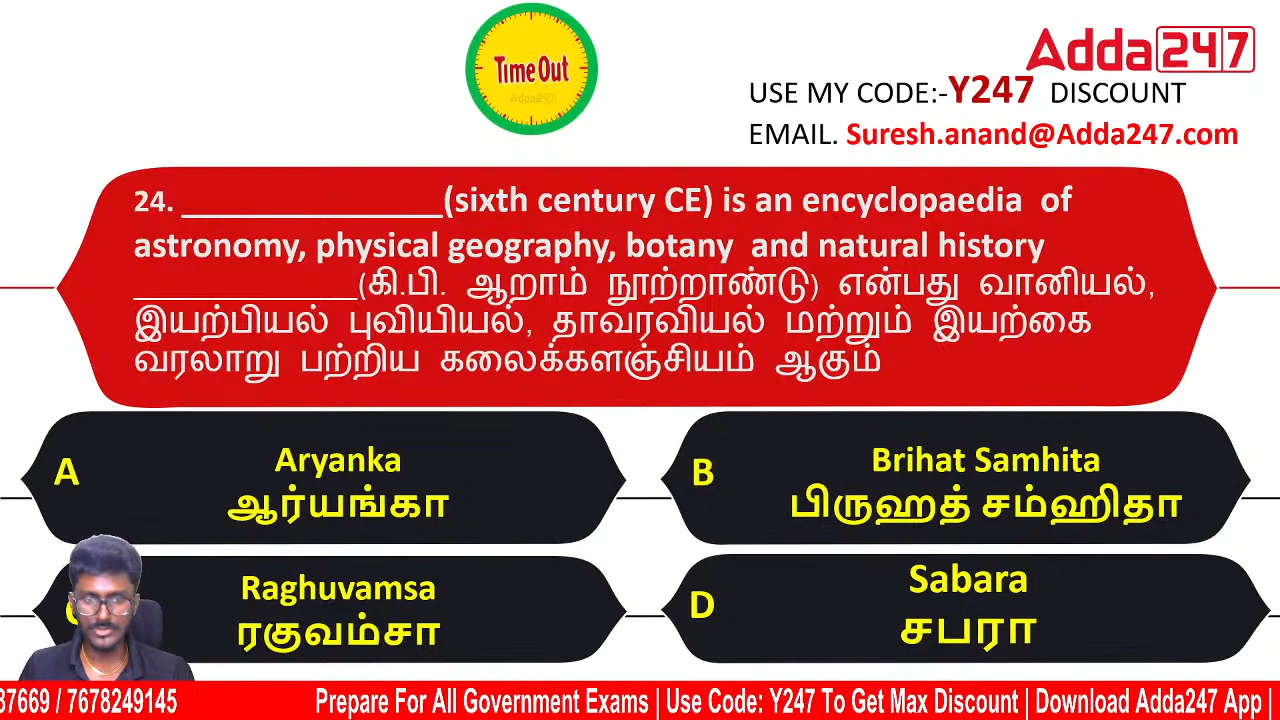 Time Out
Adda247
Adda247
USE MY CODE:-Y247 DISCOUNT
EMAIL. Suresh.anand@Adda247.com
24. ________________(sixth century CE) is an encyclopaedia of
astronomy, physical geography, botany and natural history
______________(கி.பி. ஆறாம் நூற்றாண்டு) என்பது வானியல்,
இயற்பியல் புவியியல், தாவரவியல் மற்றும் இயற்கை
வரலாறு பற்றிய கலைக்களஞ்சியம் ஆகும்
A
Aryanka
ஆர்யங்கா
B
Brihat Samhita
பிருஹத் சம்ஹிதா
Raghuvamsa
ரகுவம்சா
D
Sabara
சபரா
37669 / 7678249145 Prepare For All Government Exams | Use Code: Y247 To Get Max Discount | Download Adda247 App |